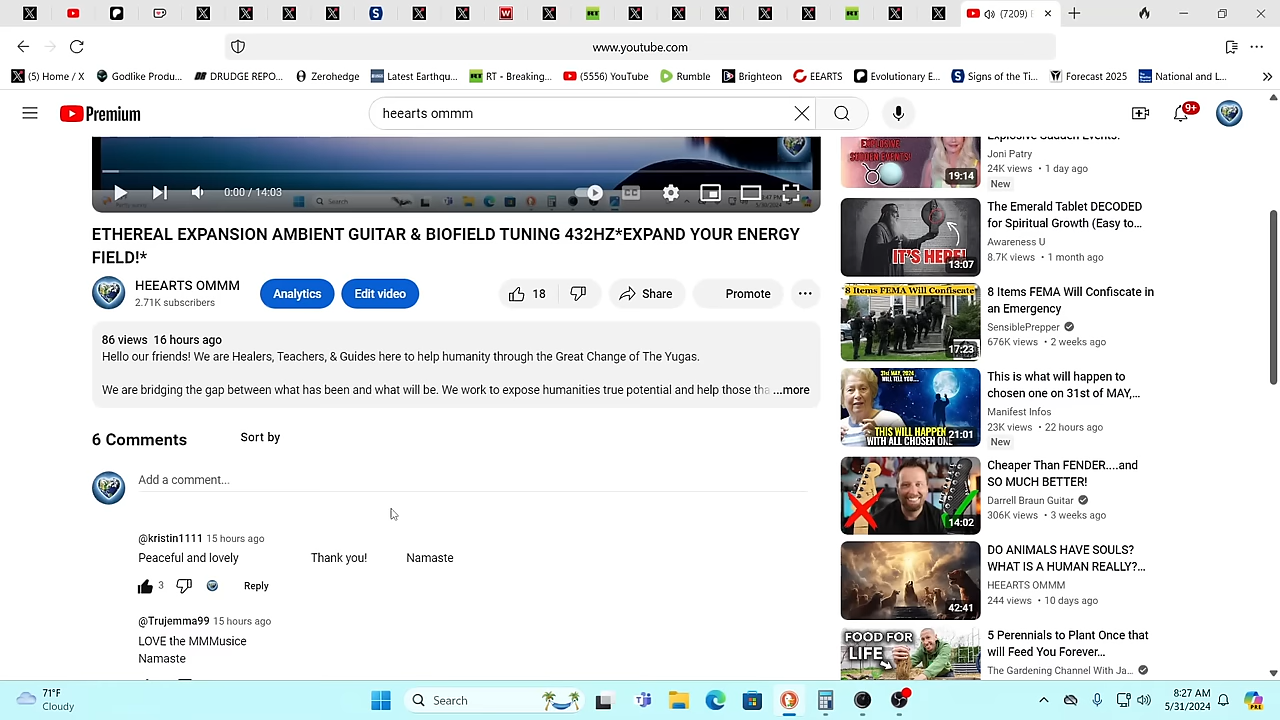 (7209)
www.youtube.com
(5) Home / X
Godlike Produ...
DRUDGE REPO...
Zerohedge
Latest Earthqu...
RT - Breaking...
(5556) YouTube
Rumble
Brighteon
EEARTS
Evolutionary E...
Signs of the Ti...
Forecast 2025
National and L...
Premium
heearts ommm
9+
Explosive Sudden Events!
Joni Patry
24K views • 1 day ago
New
19:14
0:00 / 14:03
ETHEREAL EXPANSION AMBIENT GUITAR & BIOFIELD TUNING 432HZ*EXPAND YOUR ENERGY
FIELD!*
HEEARTS OMMM
2.71K subscribers
Analytics
Edit video
18
Share
Promote
86 views 16 hours ago
Hello our friends! We are Healers, Teachers, & Guides here to help humanity through the Great Change of The Yugas.
We are bridging the gap between what has been and what will be. We work to expose humanities true potential and help those tha ...more
6 Comments
Sort by
Add a comment...
@kristin1111 15 hours ago
Peaceful and lovely Thank you! Namaste
3
Reply
@Trujemma99 15 hours ago
LOVE the MMMusice
Namaste
IT'S HERE!
13:07
The Emerald Tablet DECODED
for Spiritual Growth (Easy to...
Awareness U
8.7K views • 1 month ago
8 Items FEMA Will Confiscate
17:23
8 Items FEMA Will Confiscate in
an Emergency
SensiblePrepper
676K views • 2 weeks ago
31st MAY, 2024
WILL TELL YOU...
THIS WILL HAPPEN
WITH ALL CHOSEN ONE
21:01
This is what will happen to
chosen one on 31st of MAY,...
Manifest Infos
23K views • 22 hours ago
New
14:02
Cheaper Than FENDER....and
SO MUCH BETTER!
Darrell Braun Guitar
306K views • 3 weeks ago
42:41
DO ANIMALS HAVE SOULS?
WHAT IS A HUMAN REALLY?...
HEEARTS OMMM
244 views • 10 days ago
FOOD FOR
LIFE
5 Perennials to Plant Once that
will Feed You Forever...
The Gardening Channel With Ja...
71°F
Cloudy
Search
5/31/2024